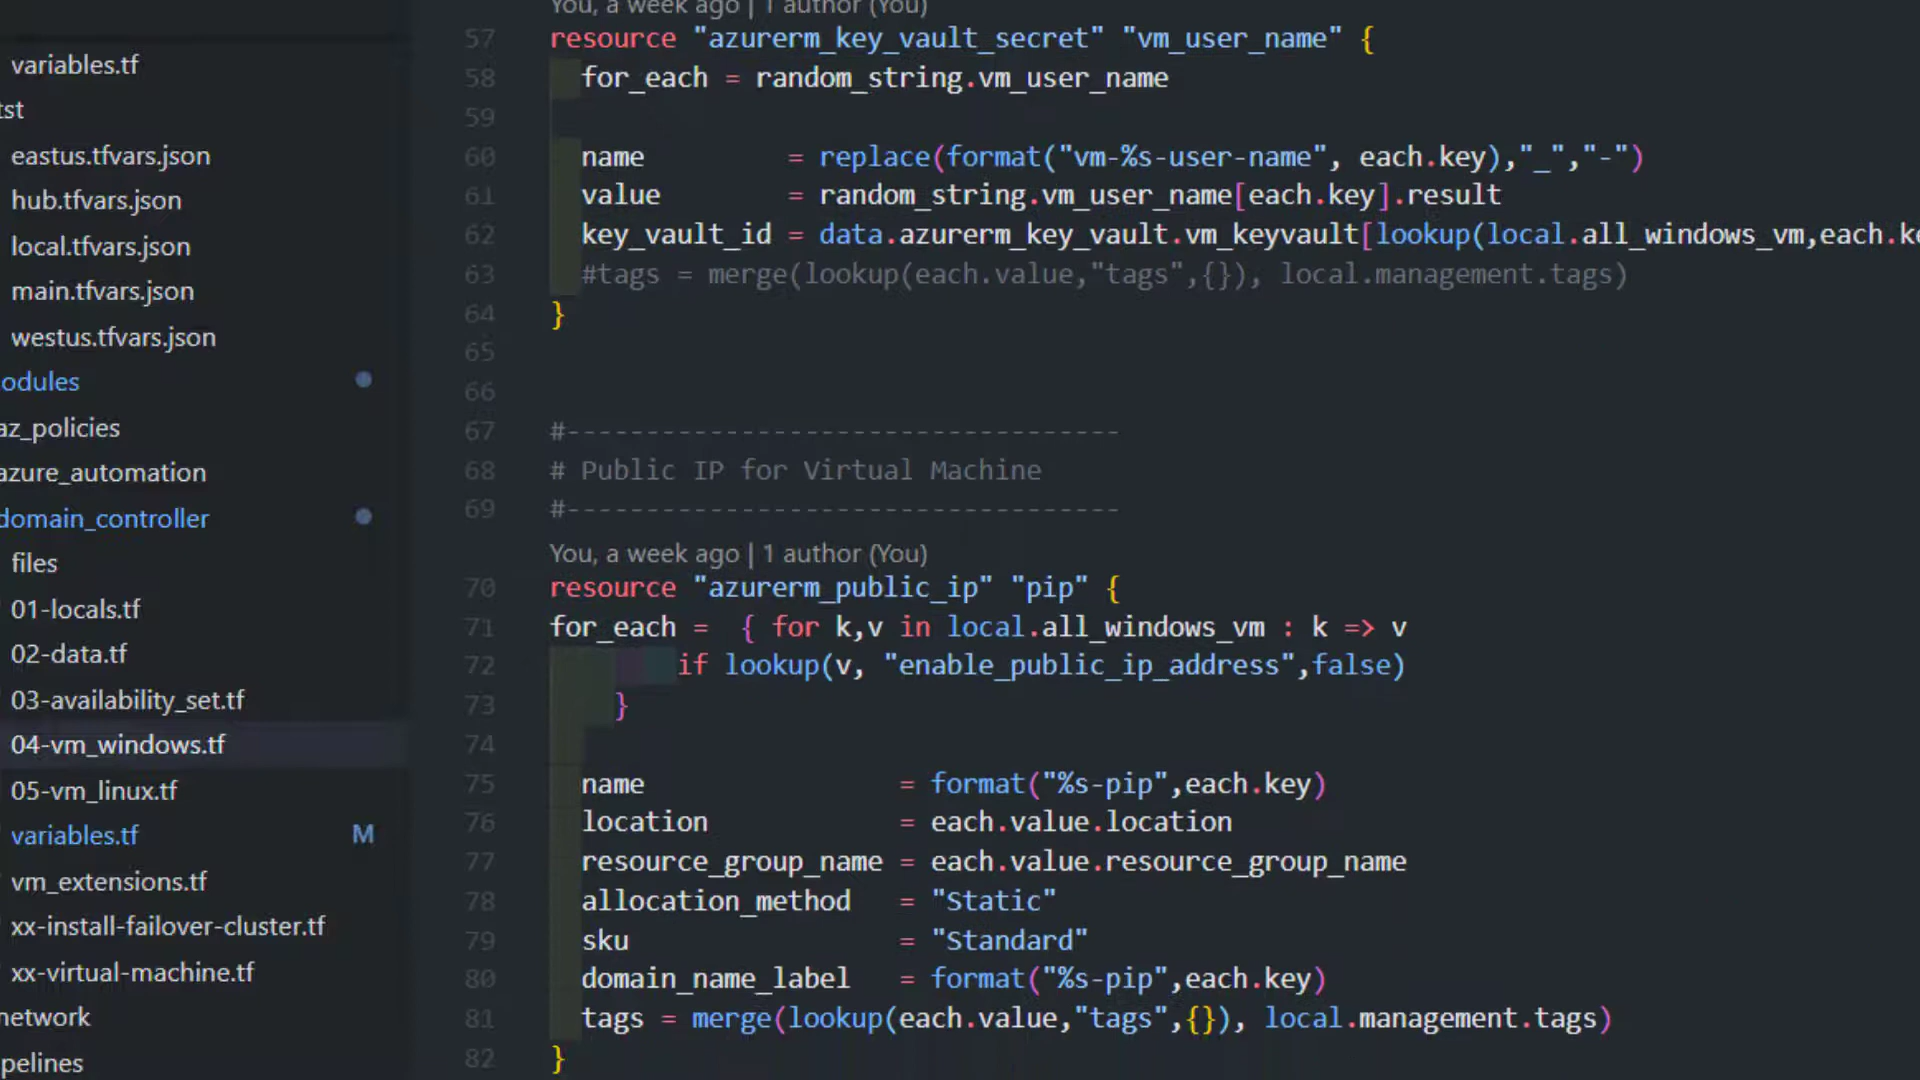 variables.tf
tst
eastus.tfvars.json
hub.tfvars.json
local.tfvars.json
main.tfvars.json
westus.tfvars.json
odules
az_policies
azure_automation
domain_controller
files
01-locals.tf
02-data.tf
03-availability_set.tf
04-vm_windows.tf
05-vm_linux.tf
variables.tf M
vm_extensions.tf
xx-install-failover-cluster.tf
xx-virtual-machine.tf
network
pelines
You, a week ago | 1 author (You)
57 resource "azurerm_key_vault_secret" "vm_user_name" {
58 for_each = random_string.vm_user_name
59
60 name = replace(format("vm-%s-user-name", each.key),"_","-")
61 value = random_string.vm_user_name[each.key].result
62 key_vault_id = data.azurerm_key_vault.vm_keyvault[lookup(local.all_windows_vm,each.ke
63 #tags = merge(lookup(each.value,"tags",{}), local.management.tags)
64 }
65
66
67 #-----------------------------------
68 # Public IP for Virtual Machine
69 #-----------------------------------
You, a week ago | 1 author (You)
70 resource "azurerm_public_ip" "pip" {
71 for_each = { for k,v in local.all_windows_vm : k => v
72 if lookup(v, "enable_public_ip_address",false)
73 }
74
75 name = format("%s-pip",each.key)
76 location = each.value.location
77 resource_group_name = each.value.resource_group_name
78 allocation_method = "Static"
79 sku = "Standard"
80 domain_name_label = format("%s-pip",each.key)
81 tags = merge(lookup(each.value,"tags",{}), local.management.tags)
82 }